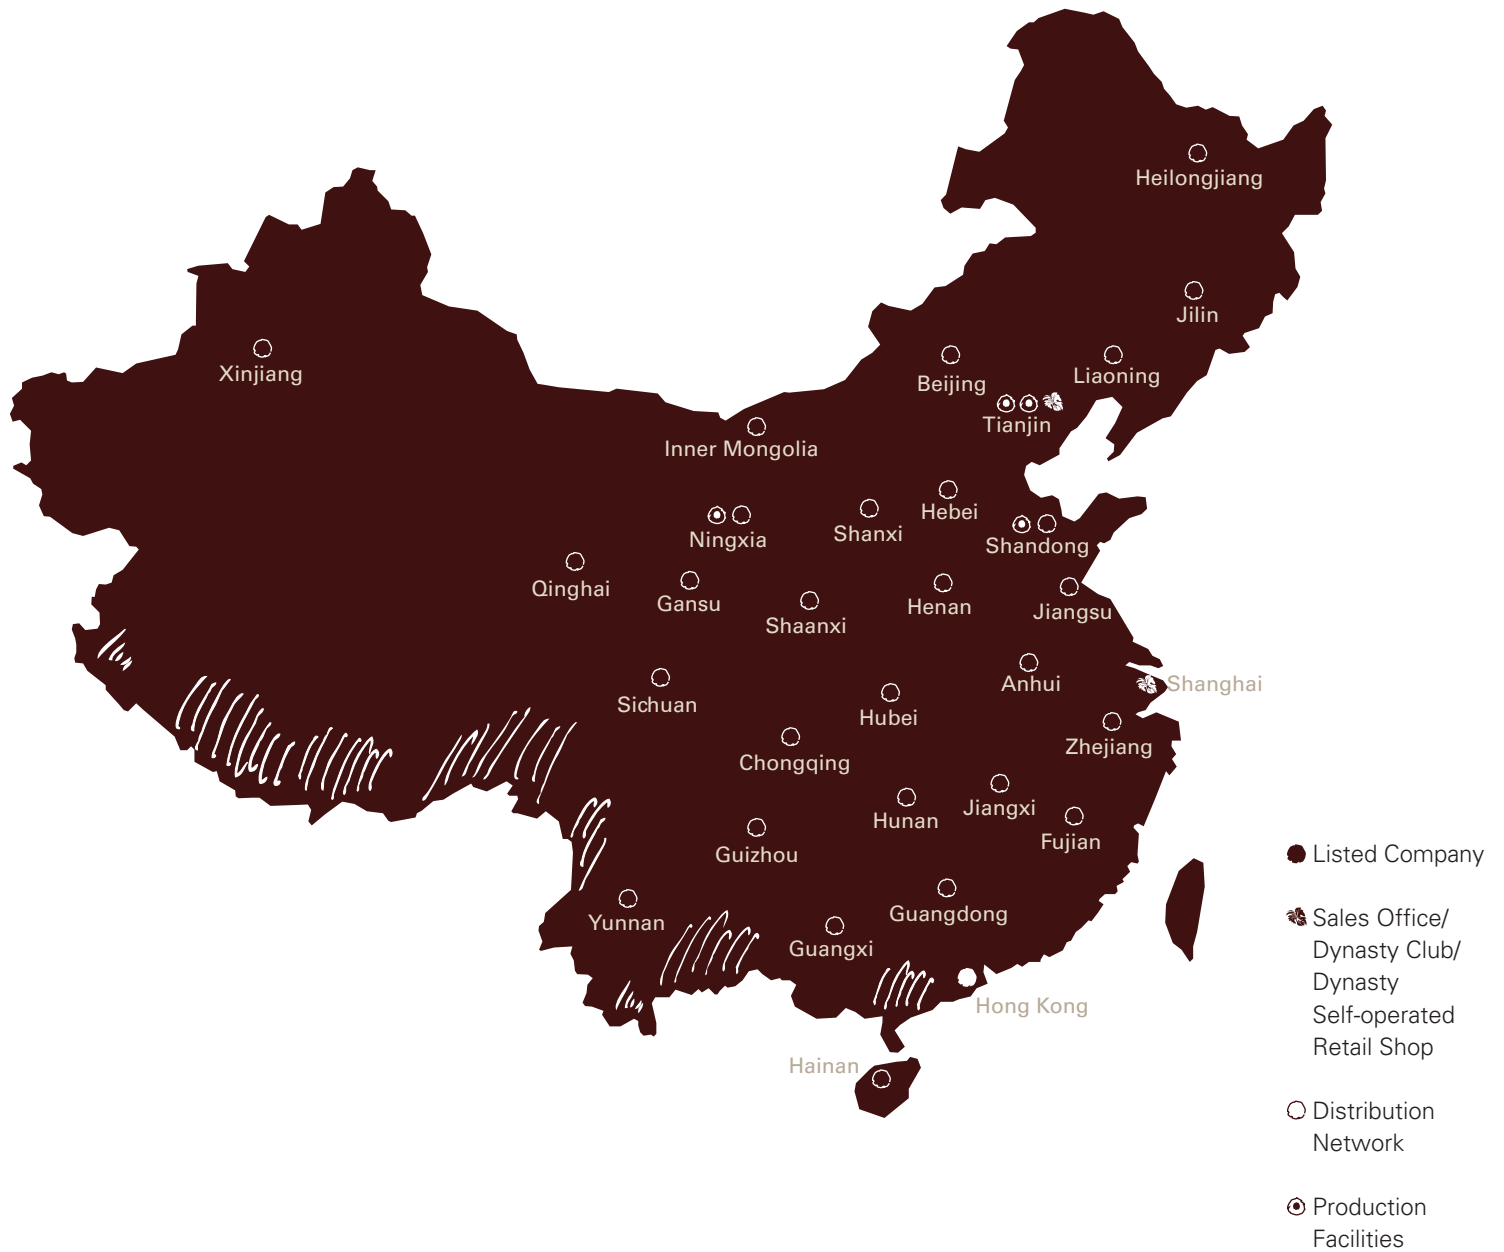 Heilongjiang
Jilin
Xinjiang
Beijing
Liaoning
Tianjin
Inner Mongolia
Hebei
Shanxi
Ningxia
Shandong
Qinghai
Gansu
Henan
Jiangsu
Shaanxi
Anhui
Shanghai
Sichuan
Hubei
Zhejiang
Chongqing
Jiangxi
Hunan
Fujian
Guizhou
Guangdong
Yunnan
Guangxi
Hong Kong
Hainan
Listed Company
Sales Office/
Dynasty Club/
Dynasty
Self-operated
Retail Shop
Distribution
Network
Production
Facilities